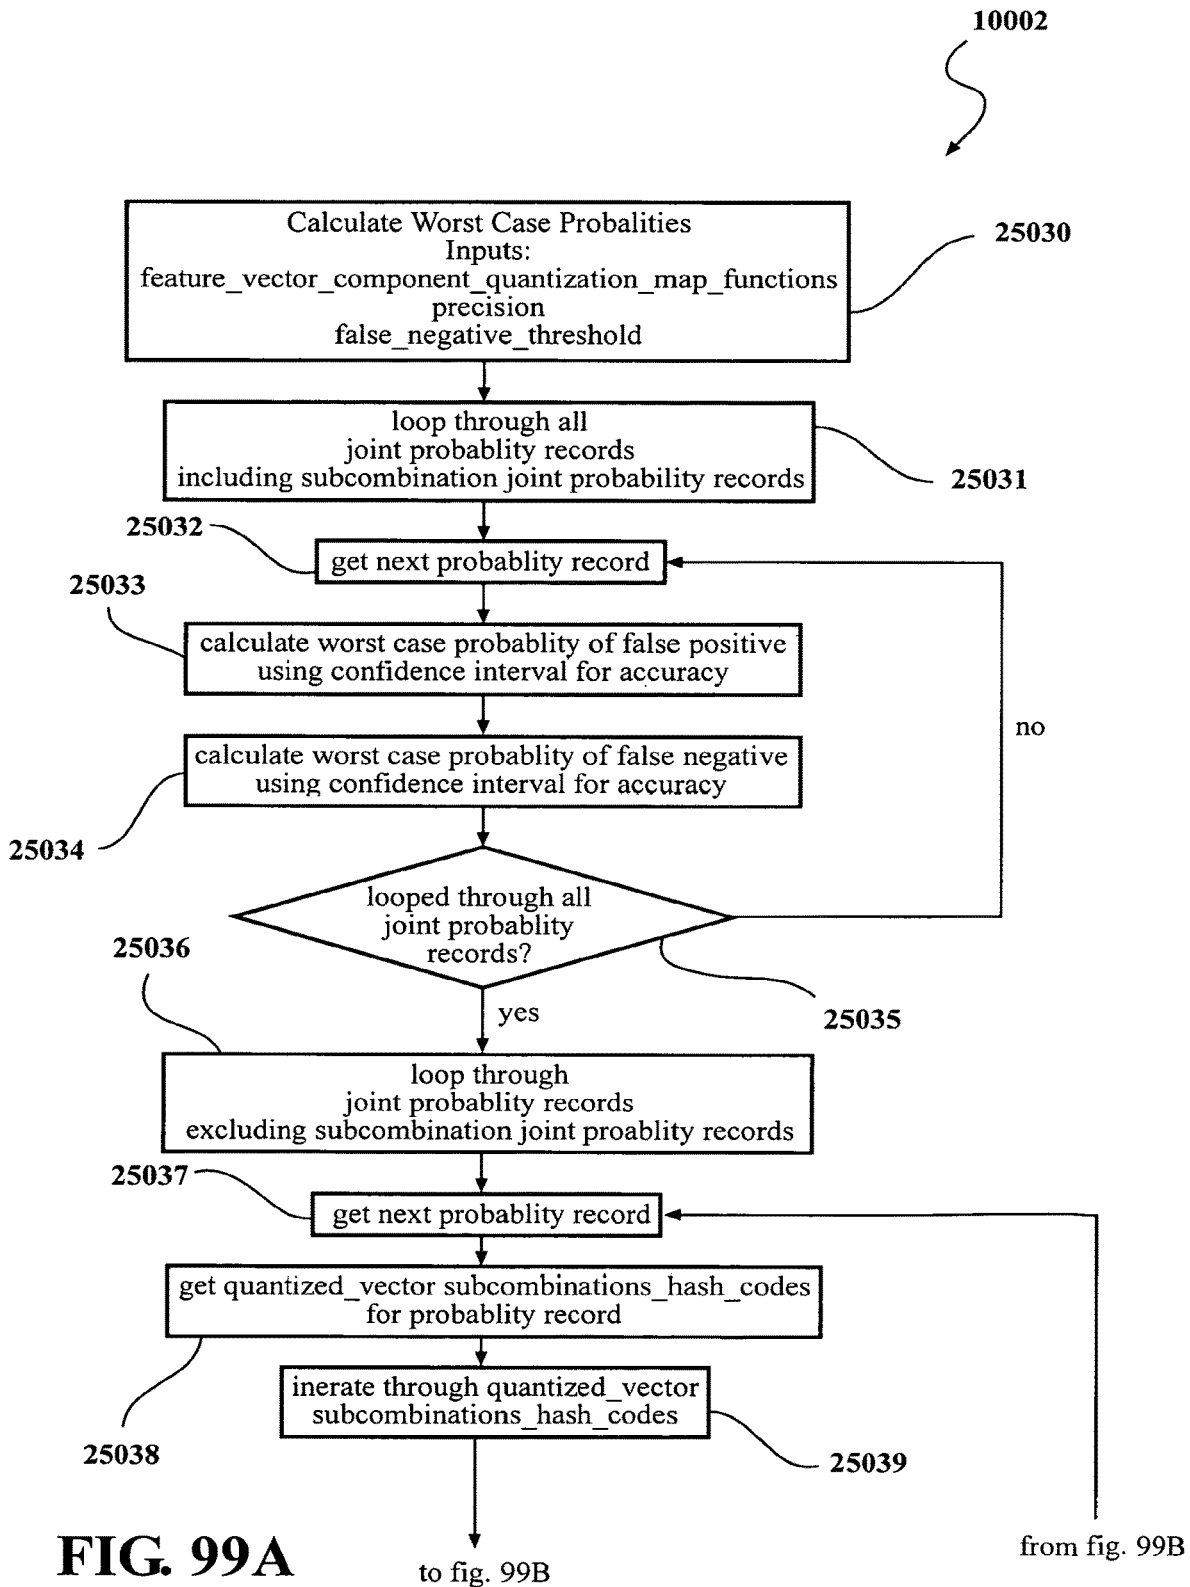 10002
Calculate Worst Case Probalities
Inputs:
feature_vector_component_quantization_map_functions
precision
false_negative_threshold
25030
loop through all
joint probablity records
including subcombination joint probability records
25031
25032
get next probablity record
25033
calculate worst case probablity of false positive
using confidence interval for accuracy
no
calculate worst case probablity of false negative
using confidence interval for accuracy
25034
looped through all
joint probablity
records?
25036
yes
25035
loop through
joint probablity records
excluding subcombination joint proablity records
25037
get next probablity record
get quantized_vector subcombinations_hash_codes
for probablity record
inerate through quantized_vector
subcombinations_hash_codes
25038
25039
FIG. 99A
to fig. 99B
from fig. 99B